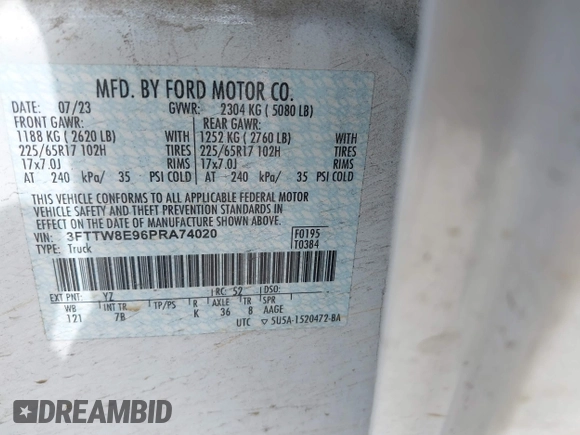 MFD. BY FORD MOTOR CO.
DATE: 07/23 GVWR: 2304 KG ( 5080 LB)
FRONT GAWR: REAR GAWR:
1188 KG ( 2620 LB) WITH 1252 KG ( 2760 LB) WITH
225/65R17 102H TIRES 225/65R17 102H TIRES
17x7.0J RIMS 17x7.0J RIMS
AT 240 kPa/ 35 PSI COLD AT 240 kPa/ 35 PSI COLD
THIS VEHICLE CONFORMS TO ALL APPLICABLE FEDERAL MOTOR
VEHICLE SAFETY AND THEFT PREVENTION STANDARDS IN
EFFECT ON THE DATE OF MANUFACTURE SHOWN ABOVE.
VIN: 3FTTW8E96PRA74020 F0195
TYPE: Truck T0384
EXT PNT: YZ RC: 52 DSO:
WB INT TR TP/PS R AXLE TR SPR
121 7B K 36 8 AAGE
UTC 5U5A-1520472-BA
DREAMBID